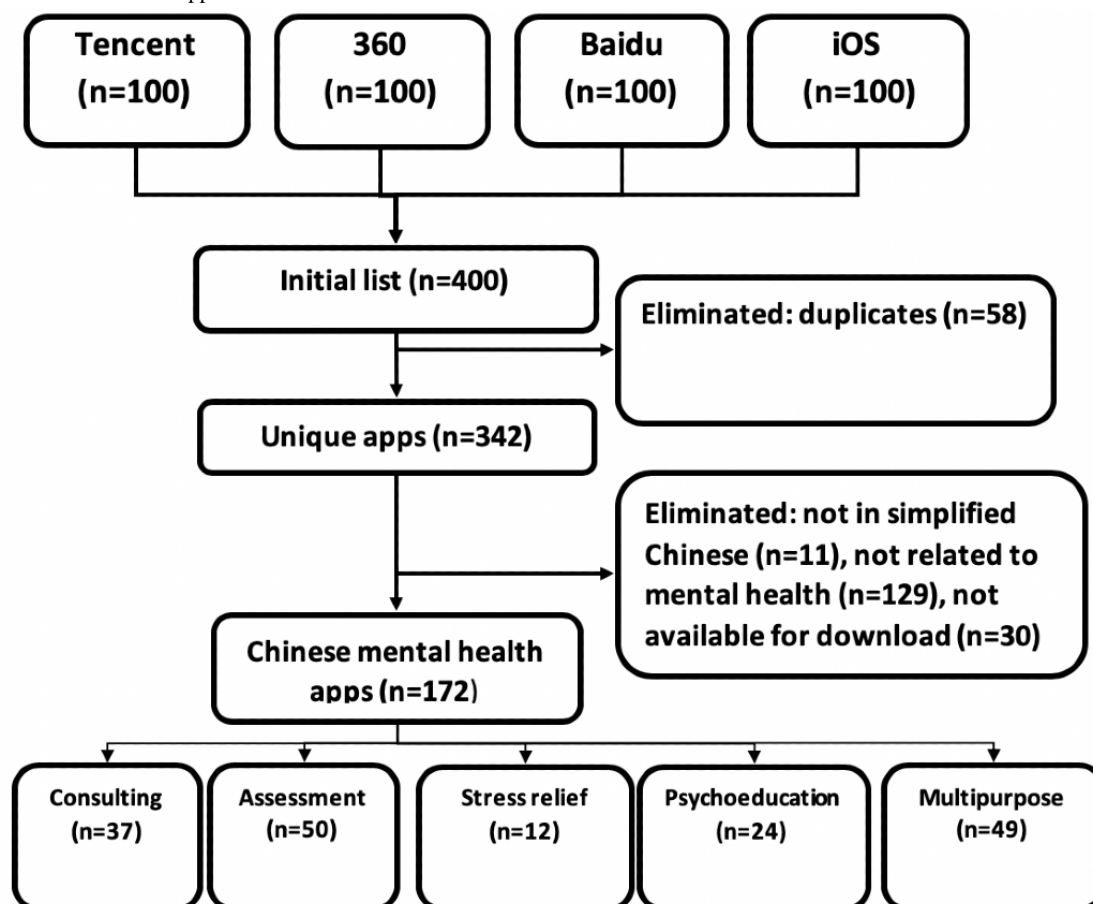 Tencent
(n=100)
360
(n=100)
Baidu
(n=100)
iOS
(n=100)
Initial list (n=400)
Eliminated: duplicates (n=58)
Unique apps (n=342)
Eliminated: not in simplified
Chinese (n=11), not related to
mental health (n=129), not
available for download (n=30)
Chinese mental health
apps (n=172)
Consulting
(n=37)
Assessment
(n=50)
Stress relief
(n=12)
Psychoeducation
(n=24)
Multipurpose
(n=49)